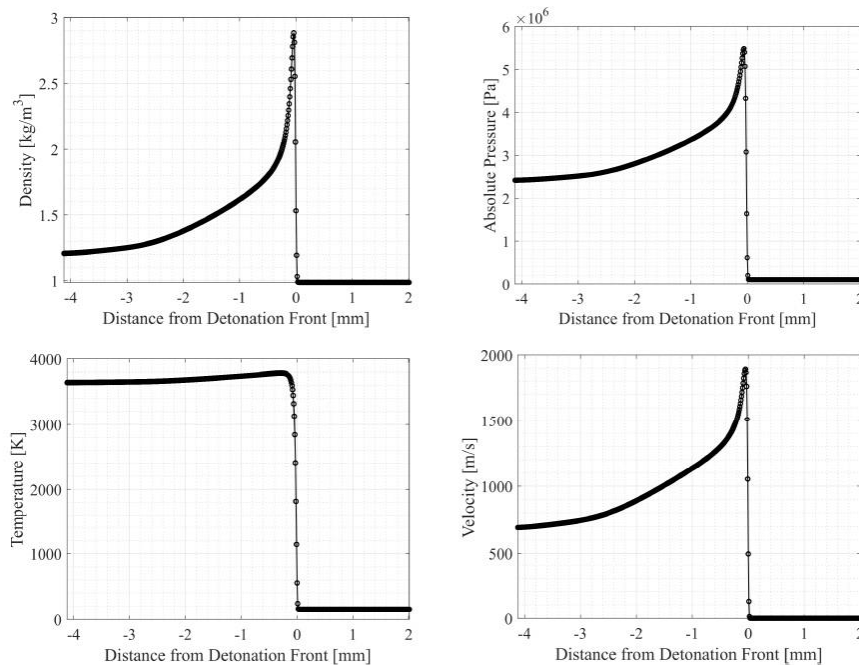 3
2.5
2
1.5
1
Density [kg/m³]
-4 -3 -2 -1 0 1 2
Distance from Detonation Front [mm]
×10⁶
6
5
4
3
2
1
0
Absolute Pressure [Pa]
-4 -3 -2 -1 0 1 2
Distance from Detonation Front [mm]
4000
3000
2000
1000
0
Temperature [K]
-4 -3 -2 -1 0 1 2
Distance from Detonation Front [mm]
2000
1500
1000
500
0
Velocity [m/s]
-4 -3 -2 -1 0 1 2
Distance from Detonation Front [mm]